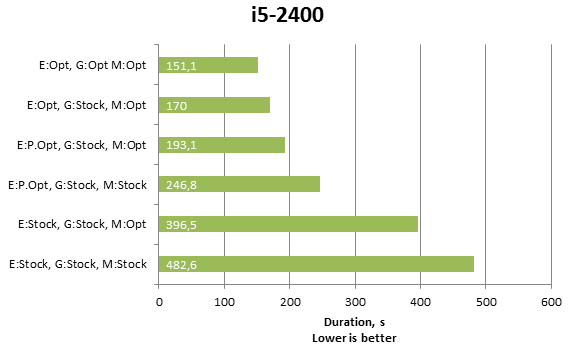 i5-2400
E:Opt, G:Opt M:Opt
151,1
E:Opt, G:Stock, M:Opt
170
E:P.Opt, G:Stock, M:Opt
193,1
E:P.Opt, G:Stock, M:Stock
246,8
E:Stock, G:Stock, M:Opt
396,5
E:Stock, G:Stock, M:Stock
482,6
0 100 200 300 400 500 600
Duration, s
Lower is better